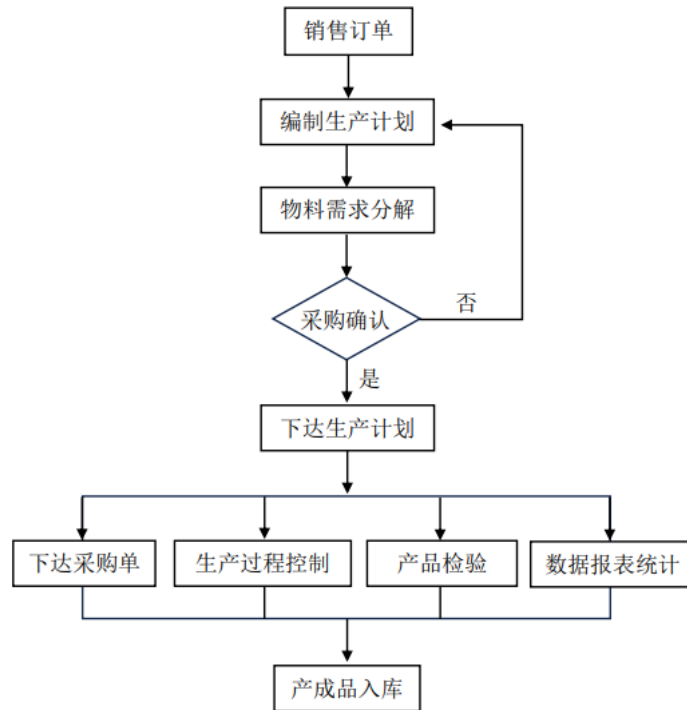 销售订单
编制生产计划
物料需求分解
采购确认
否
是
下达生产计划
下达采购单
生产过程控制
产品检验
数据报表统计
产成品入库